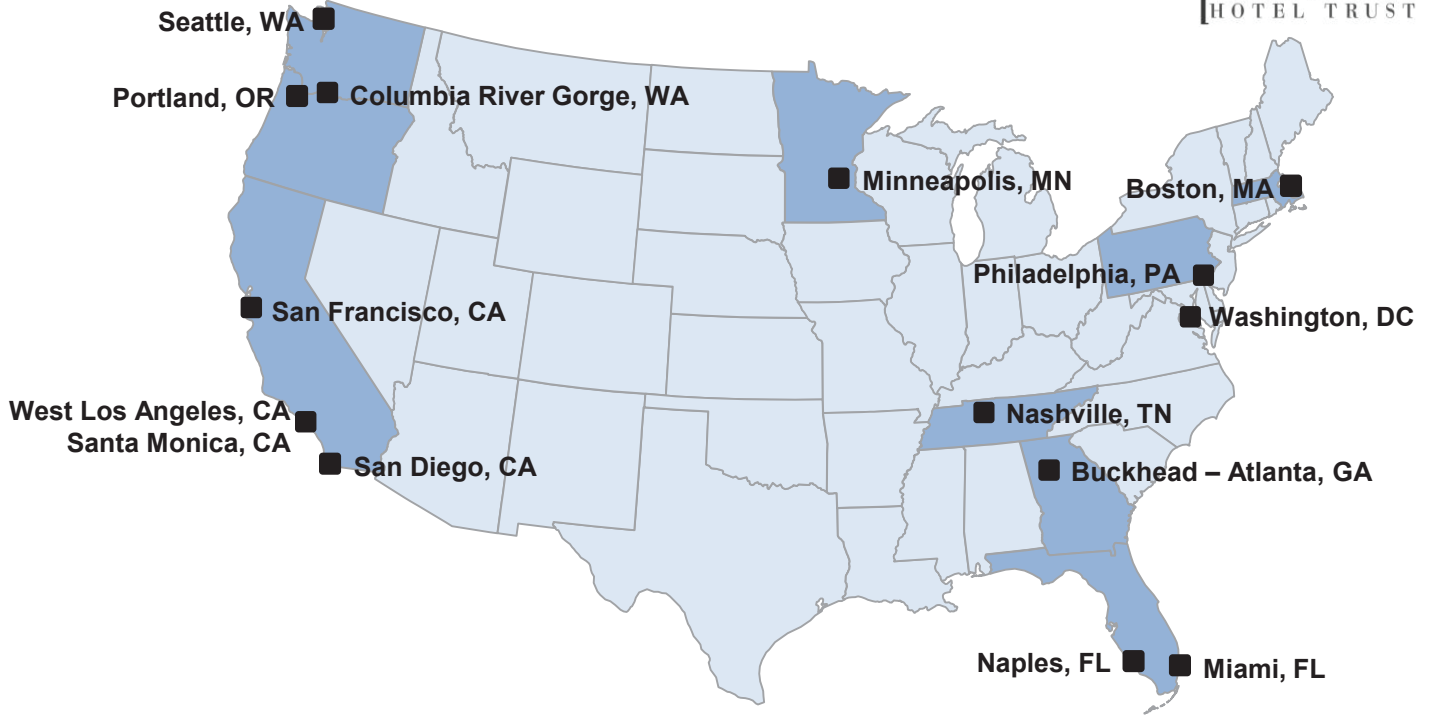 HOTEL TRUST
Seattle, WA
Portland, OR
Columbia River Gorge, WA
Minneapolis, MN
Boston, MA
Philadelphia, PA
San Francisco, CA
Washington, DC
West Los Angeles, CA
Santa Monica, CA
Nashville, TN
San Diego, CA
Buckhead – Atlanta, GA
Naples, FL
Miami, FL